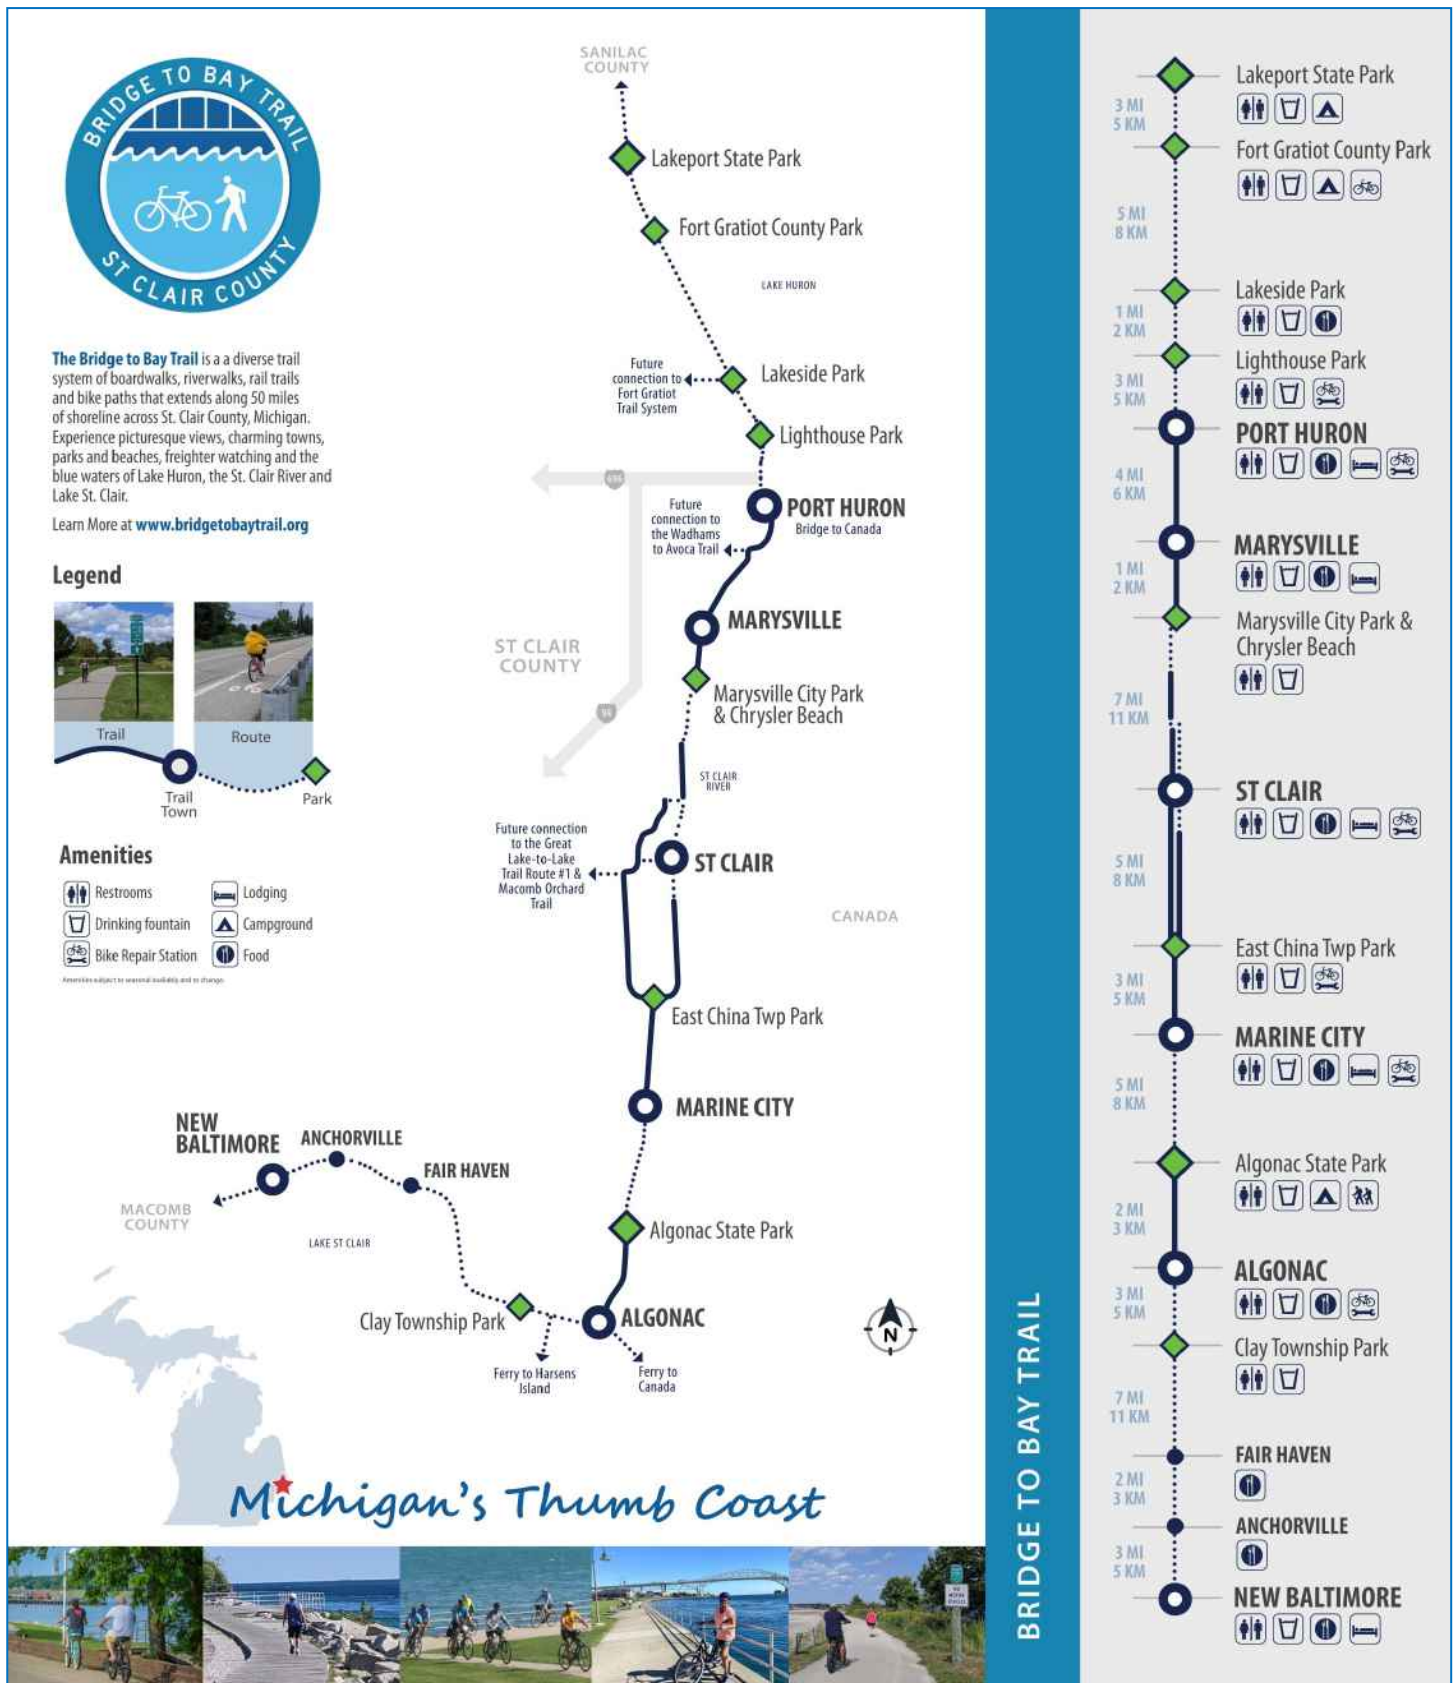 BRIDGE TO BAY TRAIL
ST CLAIR COUNTY
The Bridge to Bay Trail is a a diverse trail
system of boardwalks, riverwalks, rail trails
and bike paths that extends along 50 miles
of shoreline across St. Clair County, Michigan.
Experience picturesque views, charming towns,
parks and beaches, freighter watching and the
blue waters of Lake Huron, the St. Clair River and
Lake St. Clair.
Learn More at www.bridgetobaytrail.org
Legend
Trail
Route
Trail
Town
Park
Amenities
Restrooms
Lodging
Drinking fountain
Campground
Bike Repair Station
Food
Amenities subject to seasonal availably and to change.
SANILAC
COUNTY
Lakeport State Park
Fort Gratiot County Park
LAKE HURON
Future
connection to
Fort Gratiot
Trail System
Lakeside Park
Lighthouse Park
PORT HURON
Bridge to Canada
Future
connection to
the Wadhams
to Avoca Trail
MARYSVILLE
ST CLAIR
COUNTY
Marysville City Park
& Chrysler Beach
94
ST CLAIR
RIVER
Future connection
to the Great
Lake-to-Lake
Trail Route #1 &
Macomb Orchard
Trail
ST CLAIR
CANADA
East China Twp Park
MARINE CITY
NEW
BALTIMORE
ANCHORVILLE
FAIR HAVEN
MACOMB
COUNTY
LAKE ST CLAIR
Algonac State Park
Clay Township Park
ALGONAC
Ferry to Harsens
Island
Ferry to
Canada
N
Michigan's Thumb Coast
BRIDGE TO BAY TRAIL
Lakeport State Park
3 MI
5 KM
Fort Gratiot County Park
5 MI
8 KM
Lakeside Park
1 MI
2 KM
Lighthouse Park
3 MI
5 KM
PORT HURON
4 MI
6 KM
MARYSVILLE
1 MI
2 KM
Marysville City Park &
Chrysler Beach
7 MI
11 KM
ST CLAIR
5 MI
8 KM
East China Twp Park
3 MI
5 KM
MARINE CITY
5 MI
8 KM
Algonac State Park
2 MI
3 KM
ALGONAC
3 MI
5 KM
Clay Township Park
7 MI
11 KM
FAIR HAVEN
2 MI
3 KM
ANCHORVILLE
3 MI
5 KM
NEW BALTIMORE